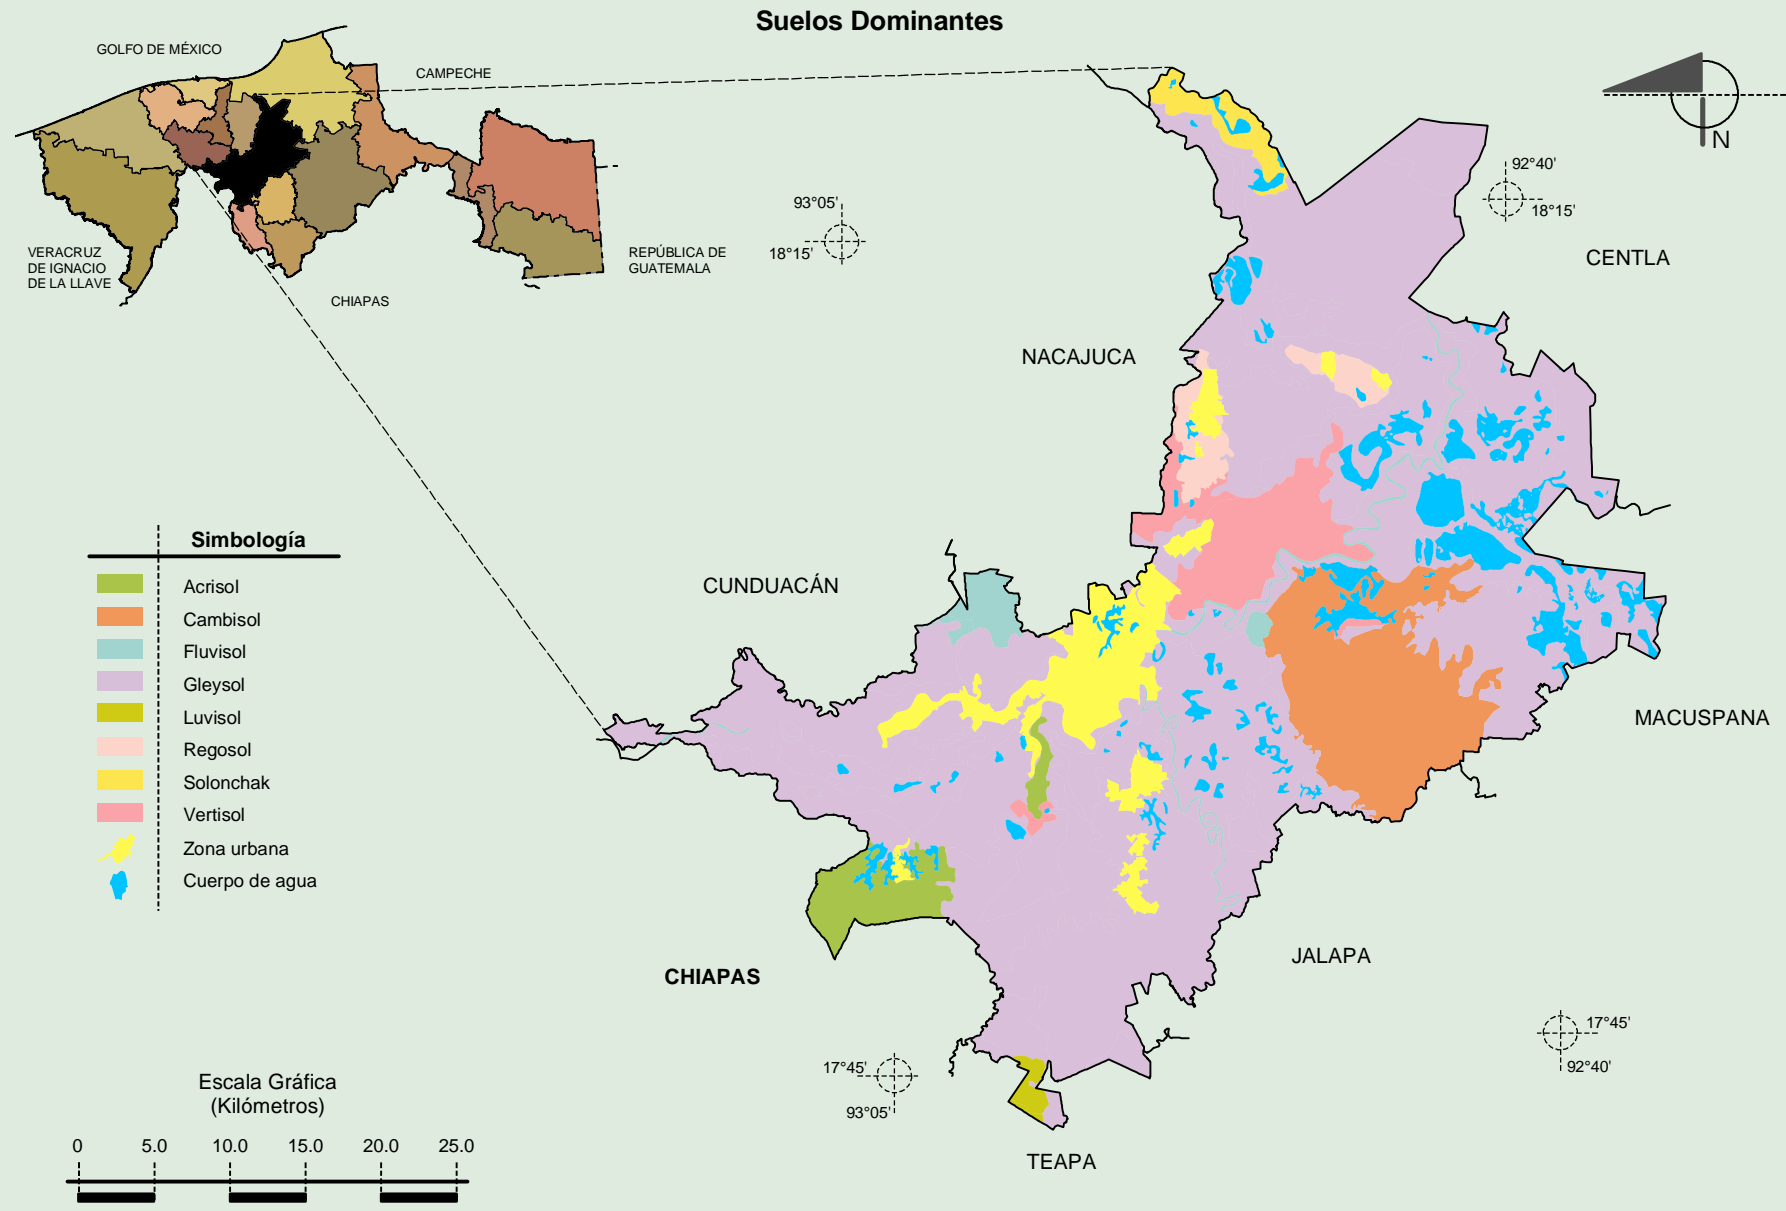 Suelos Dominantes
GOLFO DE MÉXICO
CAMPECHE
VERACRUZ
DE IGNACIO
DE LA LLAVE
CHIAPAS
REPÚBLICA DE
GUATEMALA
N
93°05'
18°15'
92°40'
18°15'
CENTLA
NACAJUCA
CUNDUACÁN
MACUSPANA
JALAPA
CHIAPAS
TEAPA
17°45'
93°05'
17°45'
92°40'
Simbología
Acrisol
Cambisol
Fluvisol
Gleysol
Luvisol
Regosol
Solonchak
Vertisol
Zona urbana
Cuerpo de agua
Escala Gráfica
(Kilómetros)
0 5.0 10.0 15.0 20.0 25.0